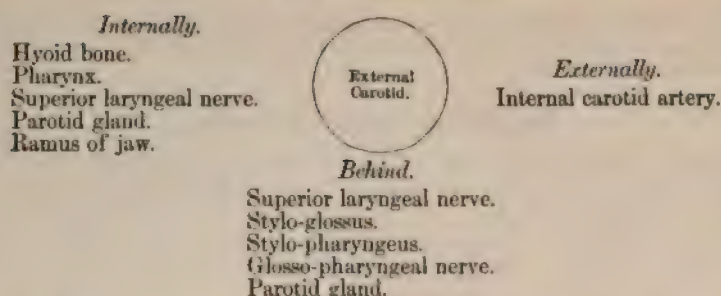 Internally.
Hyoid bone.
Pharynx.
Superior laryngeal nerve.
Parotid gland.
Ramus of jaw.
External
Carotid.
Externally.
Internal carotid artery.
Behind.
Superior laryngeal nerve.
Stylo-glossus.
Stylo-pharyngeus.
Glosso-pharyngeal nerve.
Parotid gland.